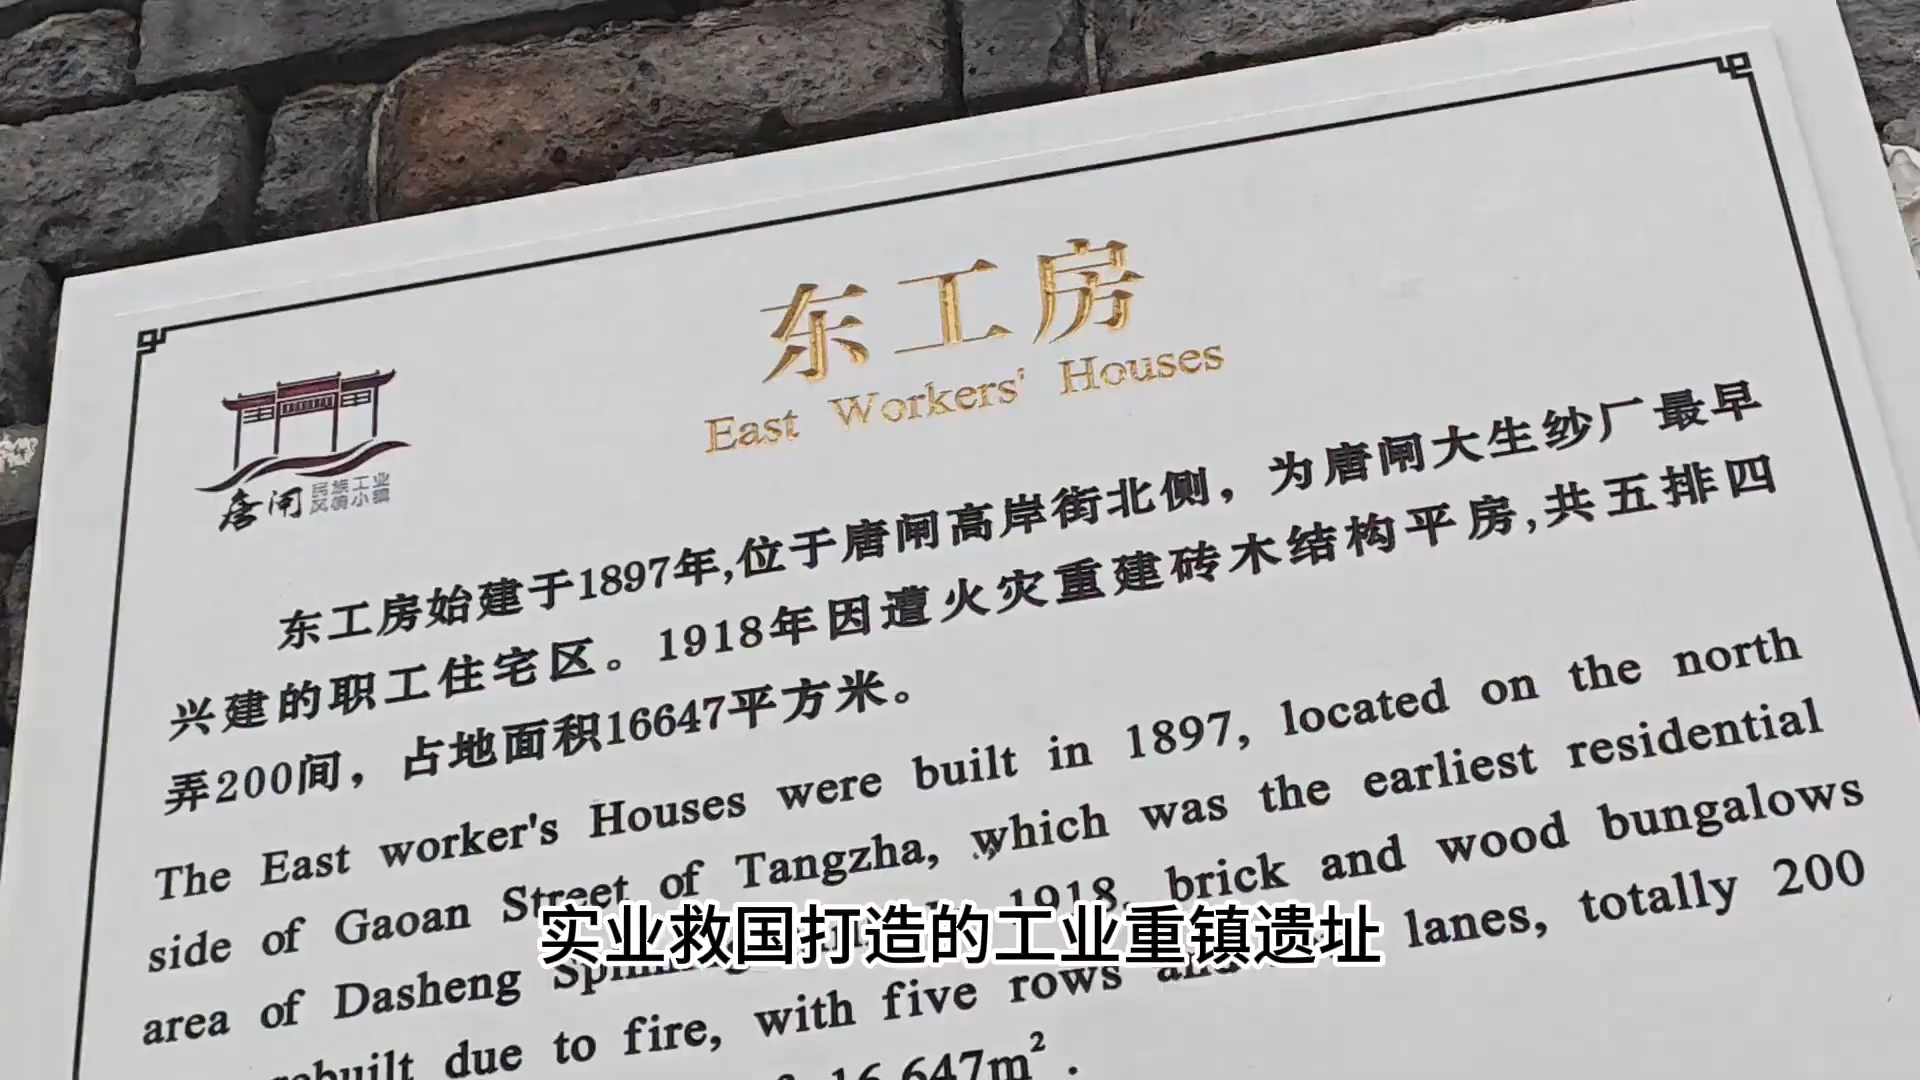 东工房
East Workers' Houses
唐闸
民族工业
风情小镇
东工房始建于1897年,位于唐闸高岸街北侧，为唐闸大生纱厂最早
兴建的职工住宅区。1918年因遭火灾重建砖木结构平房,共五排四
弄200间，占地面积16647平方米。
The East worker's Houses were built in 1897, located on the north
side of Gaoan Street of Tangzha, which was the earliest residential
area of Dasheng Spinning 1918, brick and wood bungalows
rebuilt due to fire, with five rows and lanes, totally 200
16,647m².
实业救国打造的工业重镇遗址